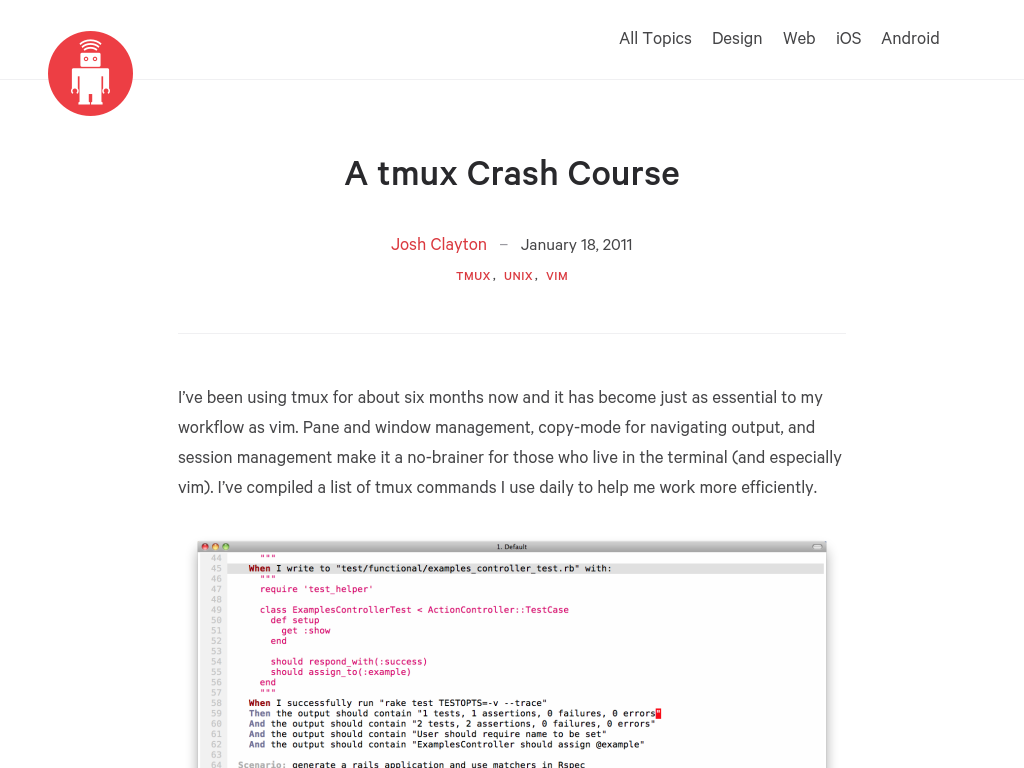 All Topics Design Web iOS Android
A tmux Crash Course
Josh Clayton – January 18, 2011
TMUX, UNIX, VIM
I’ve been using tmux for about six months now and it has become just as essential to my
workflow as vim. Pane and window management, copy-mode for navigating output, and
session management make it a no-brainer for those who live in the terminal (and especially
vim). I’ve compiled a list of tmux commands I use daily to help me work more efficiently.
1. Default
44 """
45 When I write to "test/functional/examples_controller_test.rb" with:
46 """
47 require 'test_helper'
48
49 class ExamplesControllerTest < ActionController::TestCase
50 def setup
51 get :show
52 end
53
54 should respond_with(:success)
55 should assign_to(:example)
56 end
57 """
58 When I successfully run "rake test TESTOPTS=-v --trace"
59 Then the output should contain "1 tests, 1 assertions, 0 failures, 0 errors"
60 And the output should contain "2 tests, 2 assertions, 0 failures, 0 errors"
61 And the output should contain "User should require name to be set"
62 And the output should contain "ExamplesController should assign @example"
63
64 Scenario: generate a rails application and use matchers in Rspec